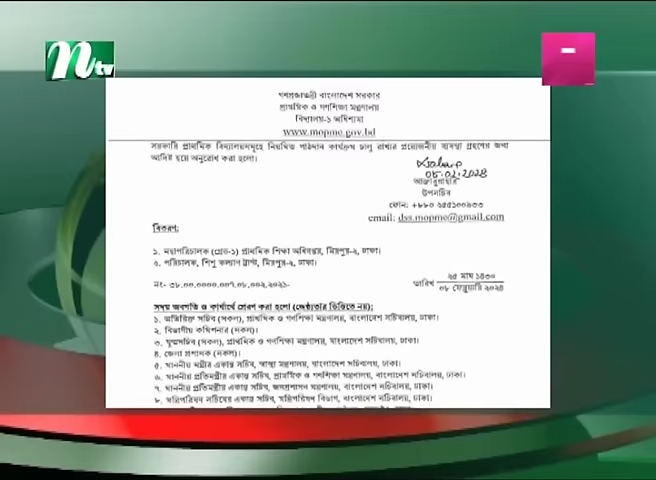 ntv
গণপ্রজাতন্ত্রী বাংলাদেশ সরকার
প্রাথমিক ও গণশিক্ষা মন্ত্রণালয়
বিদ্যালয়-১ অধিশাখা
www.mopme.gov.bd
সরকারি প্রাথমিক বিদ্যালয়সমূহে নিয়মিত পাঠদান কার্যক্রম চালু রাখার প্রয়োজনীয় ব্যবস্থা গ্রহণের জন্য
আদিষ্ট হয়ে অনুরোধ করা হলো।
08.02.2024
উপসচিব
ফোন: +৮৮০ ২৫৫১০০৯৩৩
email: dss.mopme@gmail.com
বিতরণ:
১. মহাপরিচালক (গ্রেড-১) প্রাথমিক শিক্ষা অধিদপ্তর, মিরপুর-২, ঢাকা।
২. পরিচালক, শিশু কল্যাণ ট্রাস্ট, মিরপুর-২, ঢাকা।
২৫ মাঘ ১৪৩০
তারিখ
০৮ ফেব্রুয়ারি ২০২৪
সদয় অবগতি ও কার্যার্থে প্রেরণ করা হলো (জ্যেষ্ঠতার ভিত্তিতে নয়):
১. অতিরিক্ত সচিব (সকল), প্রাথমিক ও গণশিক্ষা মন্ত্রণালয়, বাংলাদেশ সচিবালয়, ঢাকা।
২. বিভাগীয় কমিশনার (সকল)।
৩. যুগ্মসচিব (সকল), প্রাথমিক ও গণশিক্ষা মন্ত্রণালয়, বাংলাদেশ সচিবালয়, ঢাকা।
৪. জেলা প্রশাসক (সকল)।
৫. মাননীয় মন্ত্রীর একান্ত সচিব, স্বাস্থ্য মন্ত্রণালয়, বাংলাদেশ সচিবালয়, ঢাকা।
৬. মাননীয় প্রতিমন্ত্রীর একান্ত সচিব, প্রাথমিক ও গণশিক্ষা মন্ত্রণালয়, বাংলাদেশ সচিবালয়, ঢাকা।
৭. মাননীয় প্রতিমন্ত্রীর একান্ত সচিব, জনপ্রশাসন মন্ত্রণালয়, বাংলাদেশ সচিবালয়, ঢাকা।
৮. মন্ত্রিপরিষদ সচিবের একান্ত সচিব, মন্ত্রিপরিষদ বিভাগ, বাংলাদেশ সচিবালয়, ঢাকা।